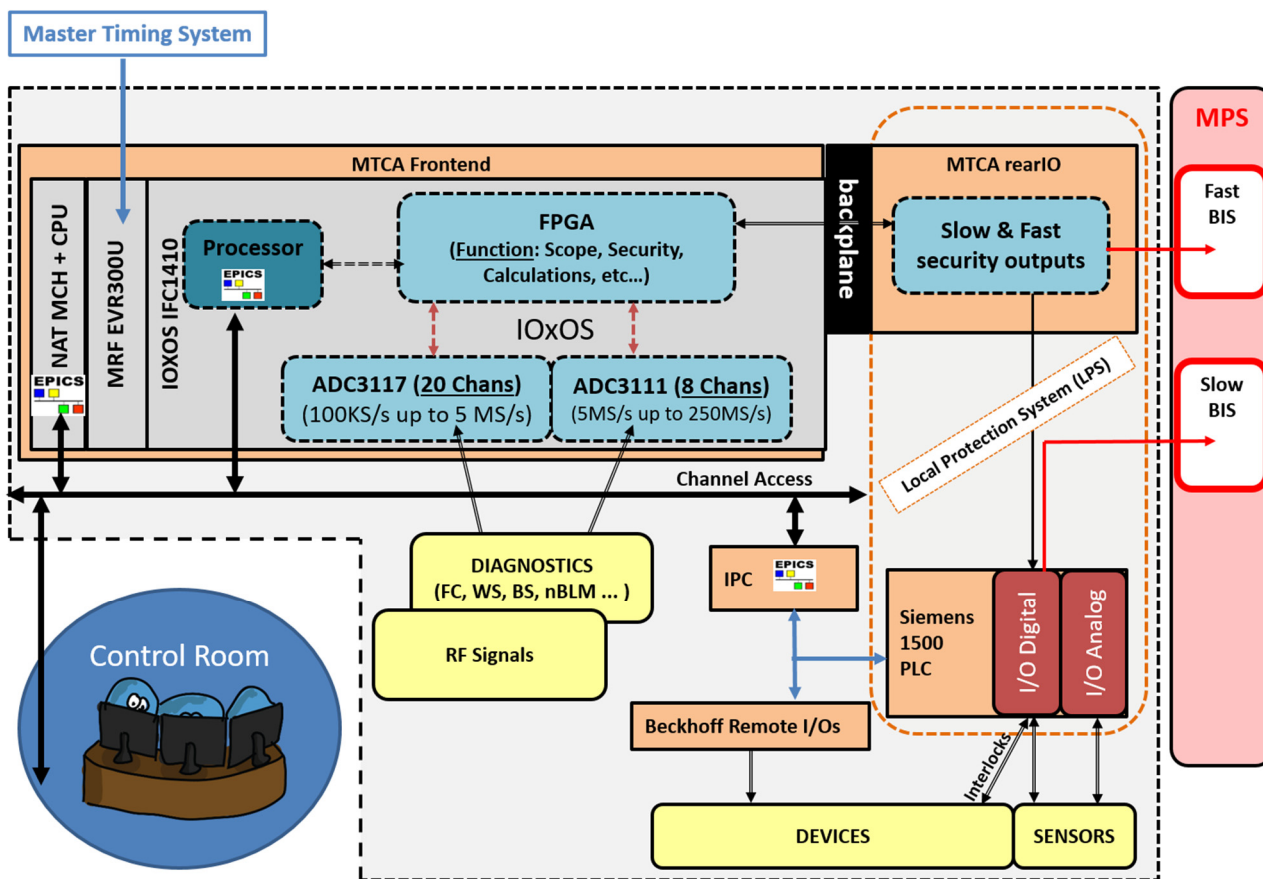 Master Timing System
MPS
MTCA Frontend
MTCA rearIO
backplane
NAT MCH + CPU
EPICS
MRF EVR300U
IOXOS IFC1410
Processor
EPICS
FPGA
(Function: Scope, Security,
Calculations, etc...)
Slow & Fast
security outputs
Fast
BIS
IOxOS
ADC3117 (20 Chans)
(100KS/s up to 5 MS/s)
ADC3111 (8 Chans)
(5MS/s up to 250MS/s)
Slow
BIS
Local Protection System (LPS)
Channel Access
DIAGNOSTICS
(FC, WS, BS, nBLM ... )
RF Signals
IPC
EPICS
Siemens
1500
PLC
I/O Digital
I/O Analog
Control Room
Beckhoff Remote I/Os
Interlocks
DEVICES
SENSORS